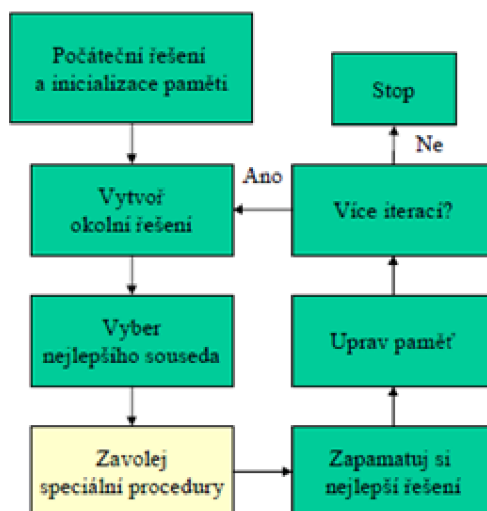 Počáteční řešení
a inicializace paměti
Stop
Ne
Ano
Vytvoř
okolní řešení
Více iterací?
Vyber
nejlepšího souseda
Uprav paměť
Zavolej
speciální procedury
Zapamatuj si
nejlepší řešení